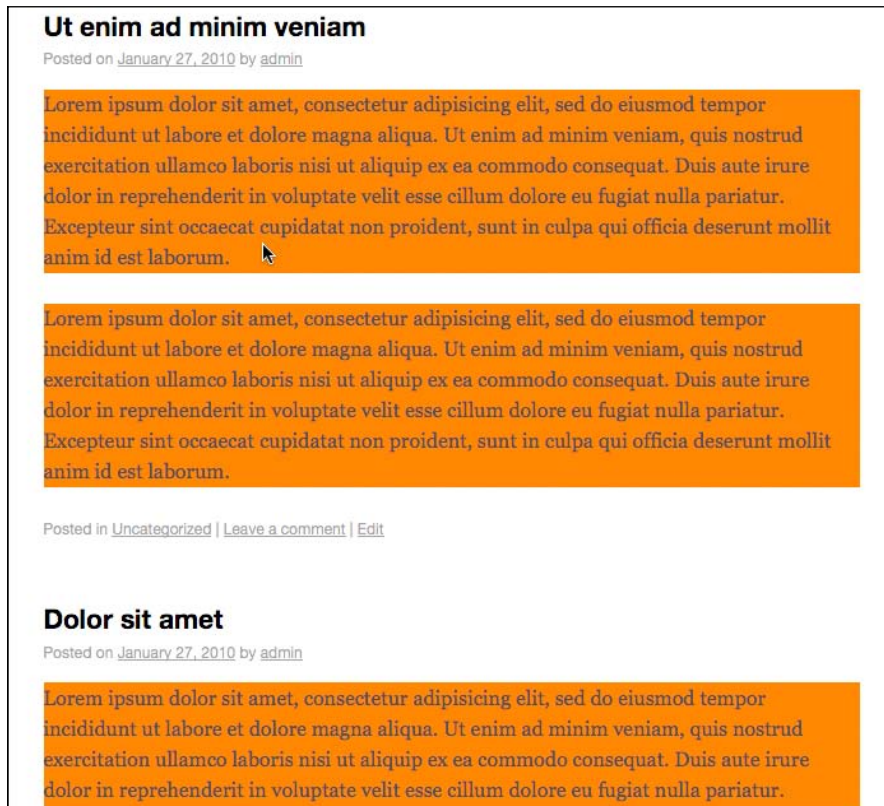 Ut enim ad minim veniam
Posted on January 27, 2010 by admin
Lorem ipsum dolor sit amet, consectetur adipisicing elit, sed do eiusmod tempor
incididunt ut labore et dolore magna aliqua. Ut enim ad minim veniam, quis nostrud
exercitation ullamco laboris nisi ut aliquip ex ea commodo consequat. Duis aute irure
dolor in reprehenderit in voluptate velit esse cillum dolore eu fugiat nulla pariatur.
Excepteur sint occaecat cupidatat non proident, sunt in culpa qui officia deserunt mollit
anim id est laborum.
Lorem ipsum dolor sit amet, consectetur adipisicing elit, sed do eiusmod tempor
incididunt ut labore et dolore magna aliqua. Ut enim ad minim veniam, quis nostrud
exercitation ullamco laboris nisi ut aliquip ex ea commodo consequat. Duis aute irure
dolor in reprehenderit in voluptate velit esse cillum dolore eu fugiat nulla pariatur.
Excepteur sint occaecat cupidatat non proident, sunt in culpa qui officia deserunt mollit
anim id est laborum.
Posted in Uncategorized | Leave a comment | Edit
Dolor sit amet
Posted on January 27, 2010 by admin
Lorem ipsum dolor sit amet, consectetur adipisicing elit, sed do eiusmod tempor
incididunt ut labore et dolore magna aliqua. Ut enim ad minim veniam, quis nostrud
exercitation ullamco laboris nisi ut aliquip ex ea commodo consequat. Duis aute irure
dolor in reprehenderit in voluptate velit esse cillum dolore eu fugiat nulla pariatur.